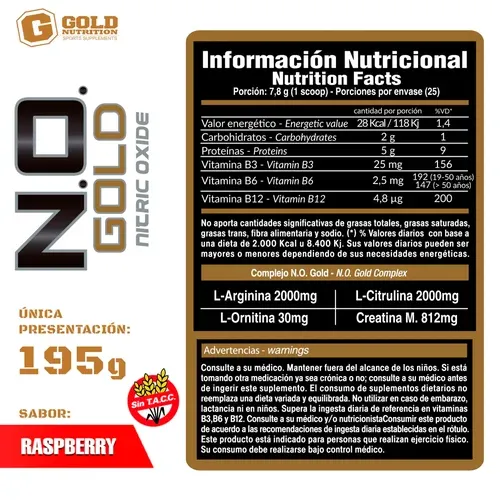 GOLD
NUTRITION
SPORTS SUPPLEMENTS
N.O.
GOLD
NITRIC OXIDE
ÚNICA
PRESENTACIÓN:
195g
Sin T.A.C.C.
SABOR:
RASPBERRY
Información Nutricional
Nutrition Facts
Porción: 7,8 g (1 scoop) - Porciones por envase (25)
cantidad por porción %VD*
Valor energético - Energetic value 28 Kcal / 118 Kj 1,4
Carbohidratos - Carbohydrates 2 g 1
Proteínas - Proteins 5 g 9
Vitamina B3 - Vitamin B3 25 mg 156
Vitamina B6 - Vitamin B6 2,5 mg 192 (19-50 años)
147 (> 50 años)
Vitamina B12 - Vitamin B12 4,8 µg 200
No aporta cantidades significativas de grasas totales, grasas saturadas,
grasas trans, fibra alimentaria y sodio. (*) % Valores diarios con base a
una dieta de 2.000 Kcal u 8.400 Kj. Sus valores diarios pueden ser
mayores o menores dependiendo de sus necesidades energéticas.
Complejo N.O. Gold - N.O. Gold Complex
L-Arginina 2000mg L-Citrulina 2000mg
L-Ornitina 30mg Creatina M. 812mg
Advertencias - warnings
Consulte a su médico. Mantener fuera del alcance de los niños. Si está
tomando otra medicación ya sea crónica o no; consulte a su médico antes
de ingerir este suplemento. El consumo de suplementos dietarios no
reemplaza una dieta variada y equilibrada. No utilizar en caso de embarazo,
lactancia ni en niños. Supera la ingesta diaria de referencia en vitaminas
B3,B6 y B12. Consulte a su médico y/o nutricionistaConsumir este producto
de acuerdo a las recomendaciones de ingesta diaria establecidas en el rótulo.
Este producto está indicado para personas que realizan ejercicio físico.
Su consumo debe realizarse bajo control médico.